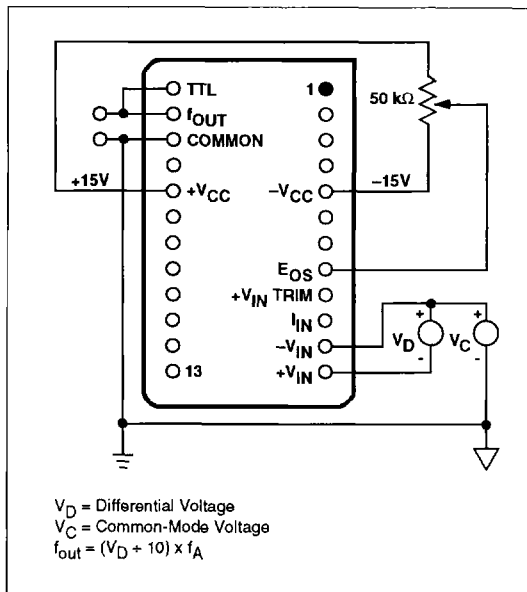 TTL
1
50 kΩ
fOUT
COMMON
+15V
+VCC
−VCC
−15V
EOS
+VIN TRIM
IIN
−VIN
+
VD
-
+
VC
-
13
+VIN
VD = Differential Voltage
VC = Common-Mode Voltage
fout = (VD ÷ 10) x fA